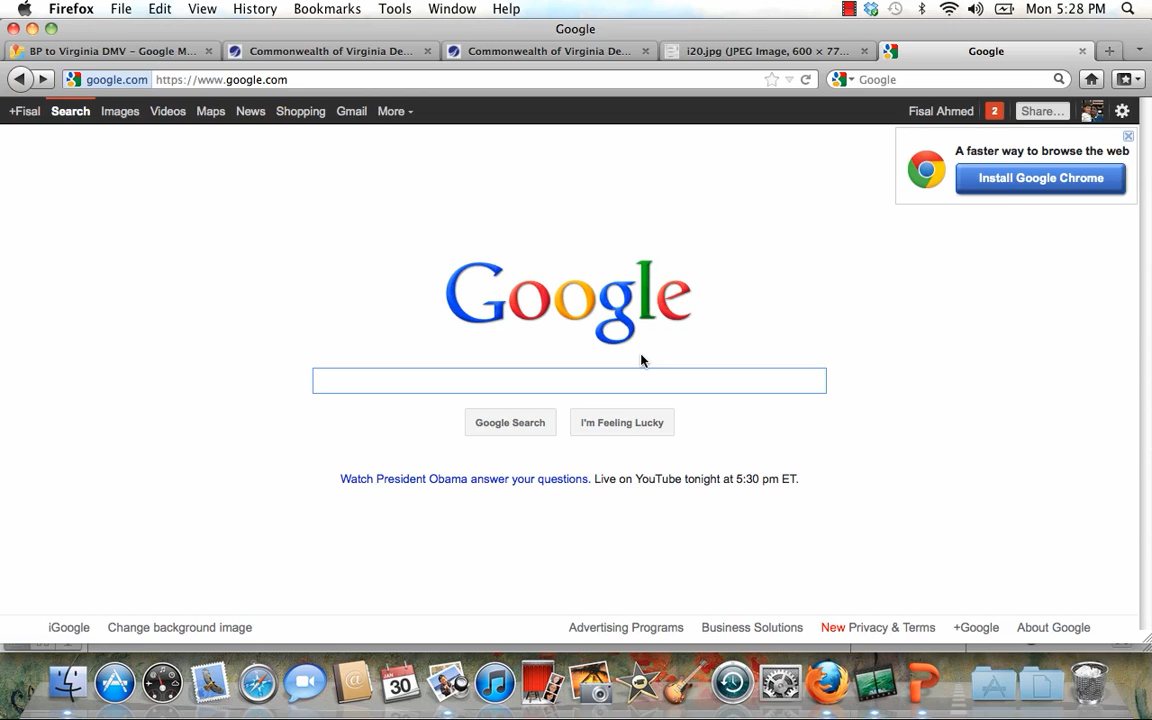 Firefox File Edit View History Bookmarks Tools Window Help Mon 5:28 PM
Google
BP to Virginia DMV – Google M... Commonwealth of Virginia De... Commonwealth of Virginia De... i20.jpg (JPEG Image, 600 × 77... Google
google.com https://www.google.com Google
+Fisal Search Images Videos Maps News Shopping Gmail More Fisal Ahmed 2 Share...
A faster way to browse the web
Install Google Chrome
Google
Google Search I'm Feeling Lucky
Watch President Obama answer your questions. Live on YouTube tonight at 5:30 pm ET.
iGoogle Change background image Advertising Programs Business Solutions New Privacy & Terms +Google About Google
JAN
30